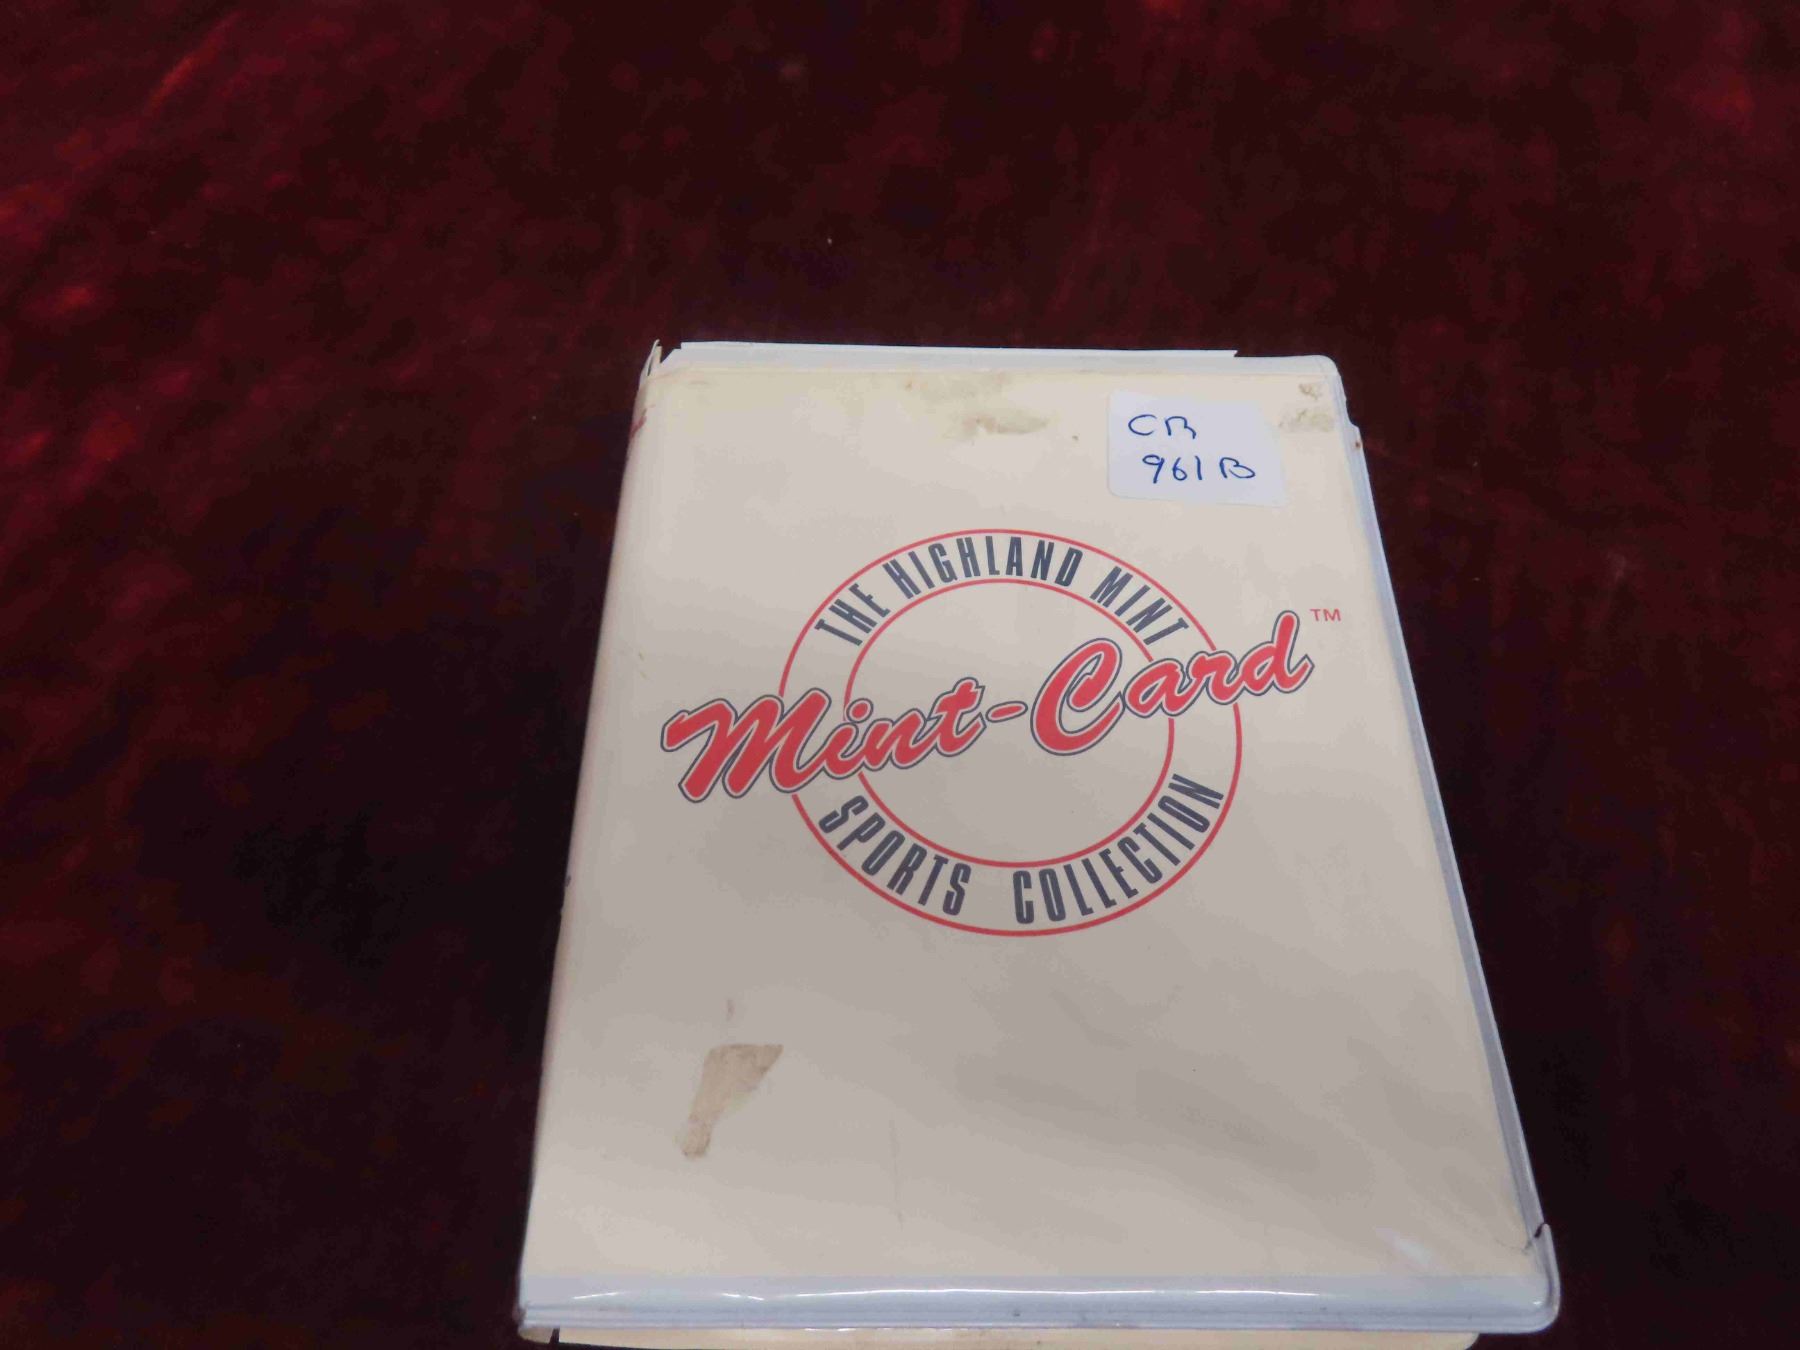 CB
961B
THE HIGHLAND MINT
Mint-Card™
SPORTS COLLECTION